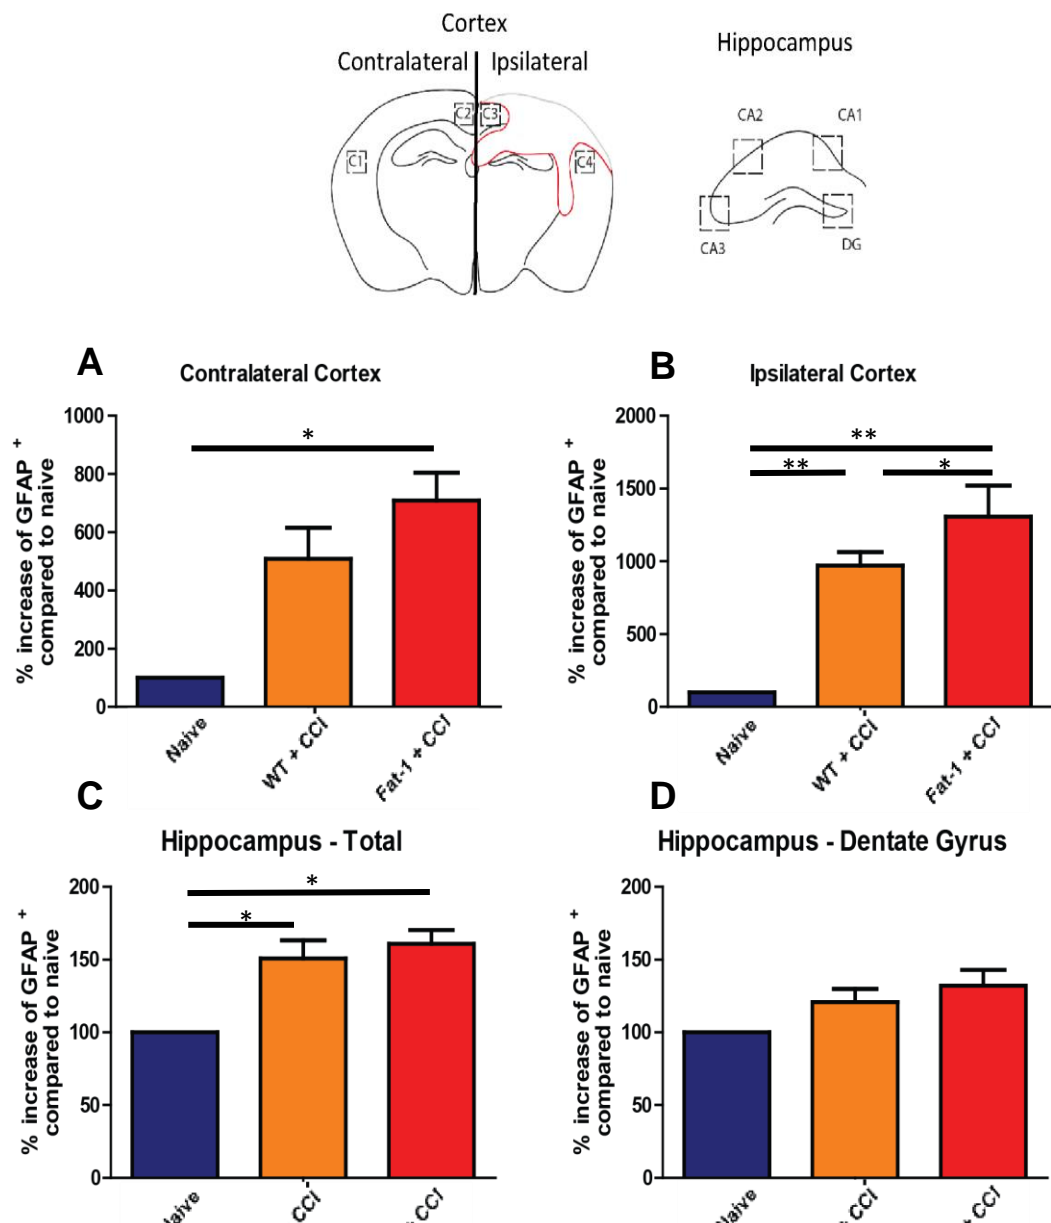 Cortex
Contralateral Ipsilateral
Hippocampus
C2 C3
C1 C4
CA2 CA1
CA3 DG
A
Contralateral Cortex
% increase of GFAP +
compared to naive
1000
800
600
400
200
0
*
Naive
WT + CCI
Fat-1 + CCI
B
Ipsilateral Cortex
% increase of GFAP +
compared to naive
2000
1500
1000
500
0
**
** *
Naive
WT + CCI
Fat-1 + CCI
C
Hippocampus - Total
% increase of GFAP +
compared to naive
200
150
100
50
0
*
*
CCI
D
Hippocampus - Dentate Gyrus
% increase of GFAP +
compared to naive
200
150
100
50
0
Naive
CCI
+ CCI